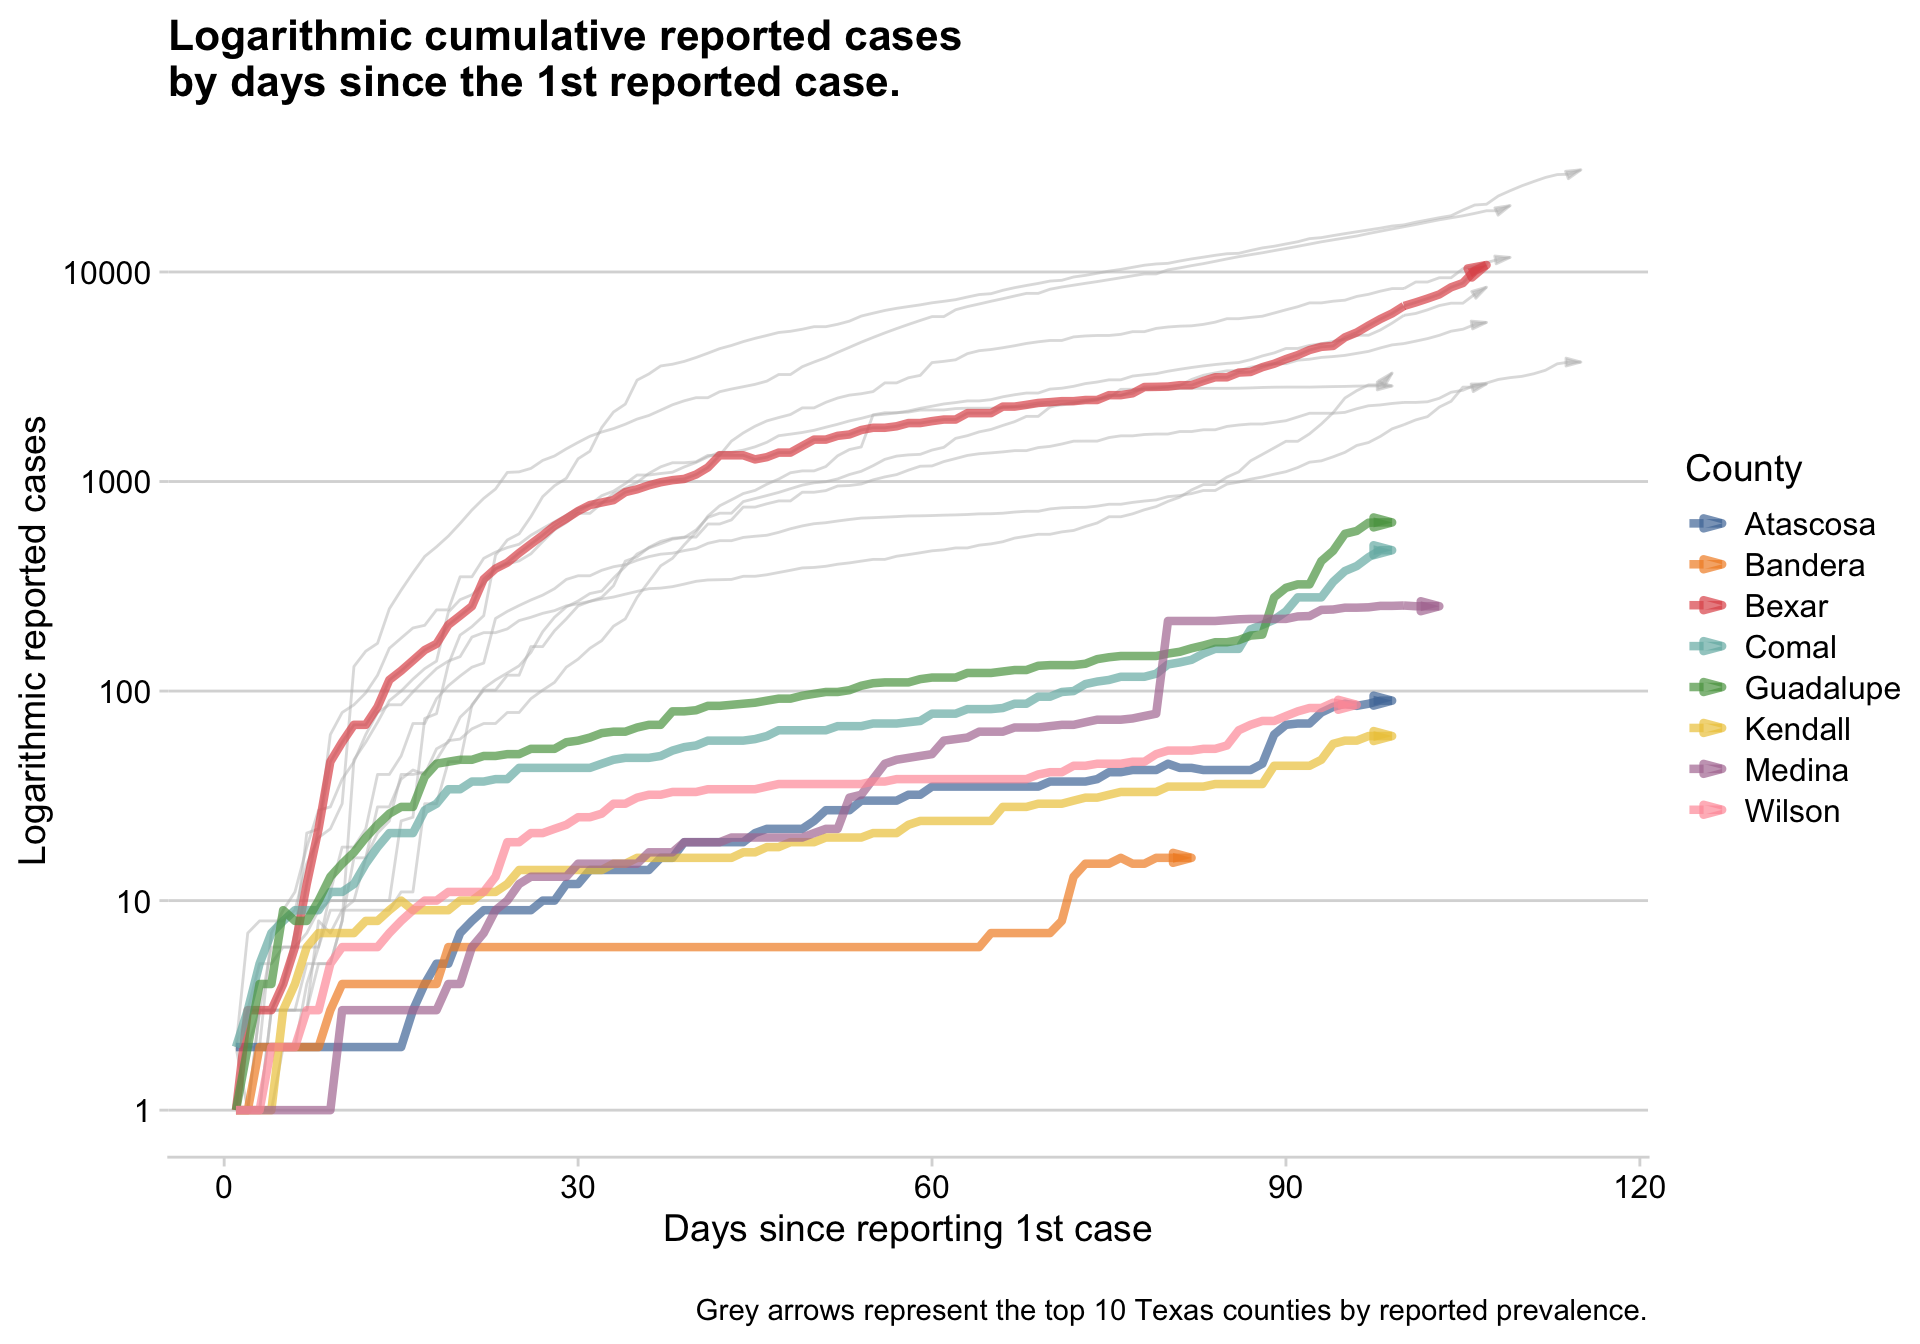 Logarithmic cumulative reported cases
by days since the 1st reported case.
Logarithmic reported cases
10000
1000
100
10
1
0
30
60
90
120
Days since reporting 1st case
County
Atascosa
Bandera
Bexar
Comal
Guadalupe
Kendall
Medina
Wilson
Grey arrows represent the top 10 Texas counties by reported prevalence.